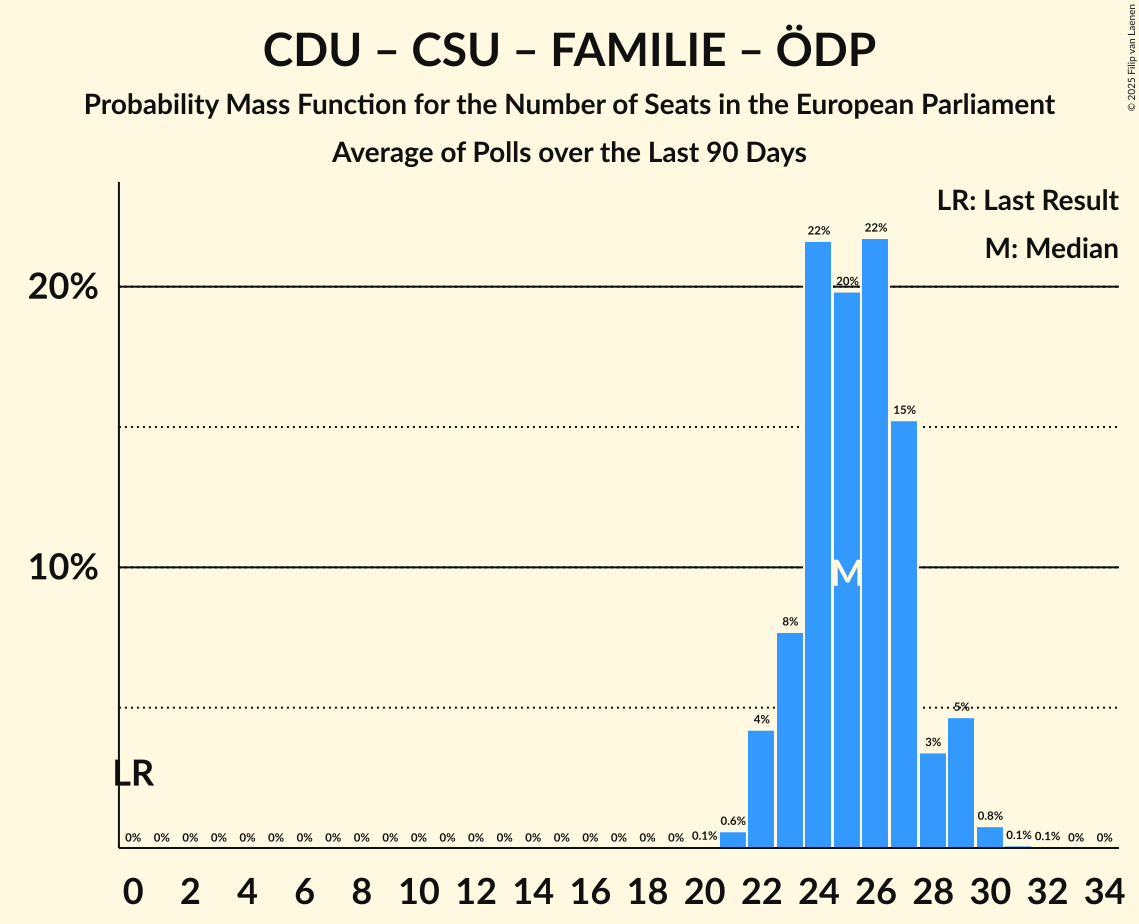 CDU – CSU – FAMILIE – ÖDP
Probability Mass Function for the Number of Seats in the European Parliament
Average of Polls over the Last 90 Days
© 2025 Filip van Laenen
LR: Last Result
M: Median
20%
10%
22%
20%
22%
15%
M
8%
4%
3%
5%
LR
0% 0% 0% 0% 0% 0% 0% 0% 0% 0% 0% 0% 0% 0% 0% 0% 0% 0% 0% 0% 0.1% 0.6% 0.8% 0.1% 0.1% 0% 0%
0 2 4 6 8 10 12 14 16 18 20 22 24 26 28 30 32 34